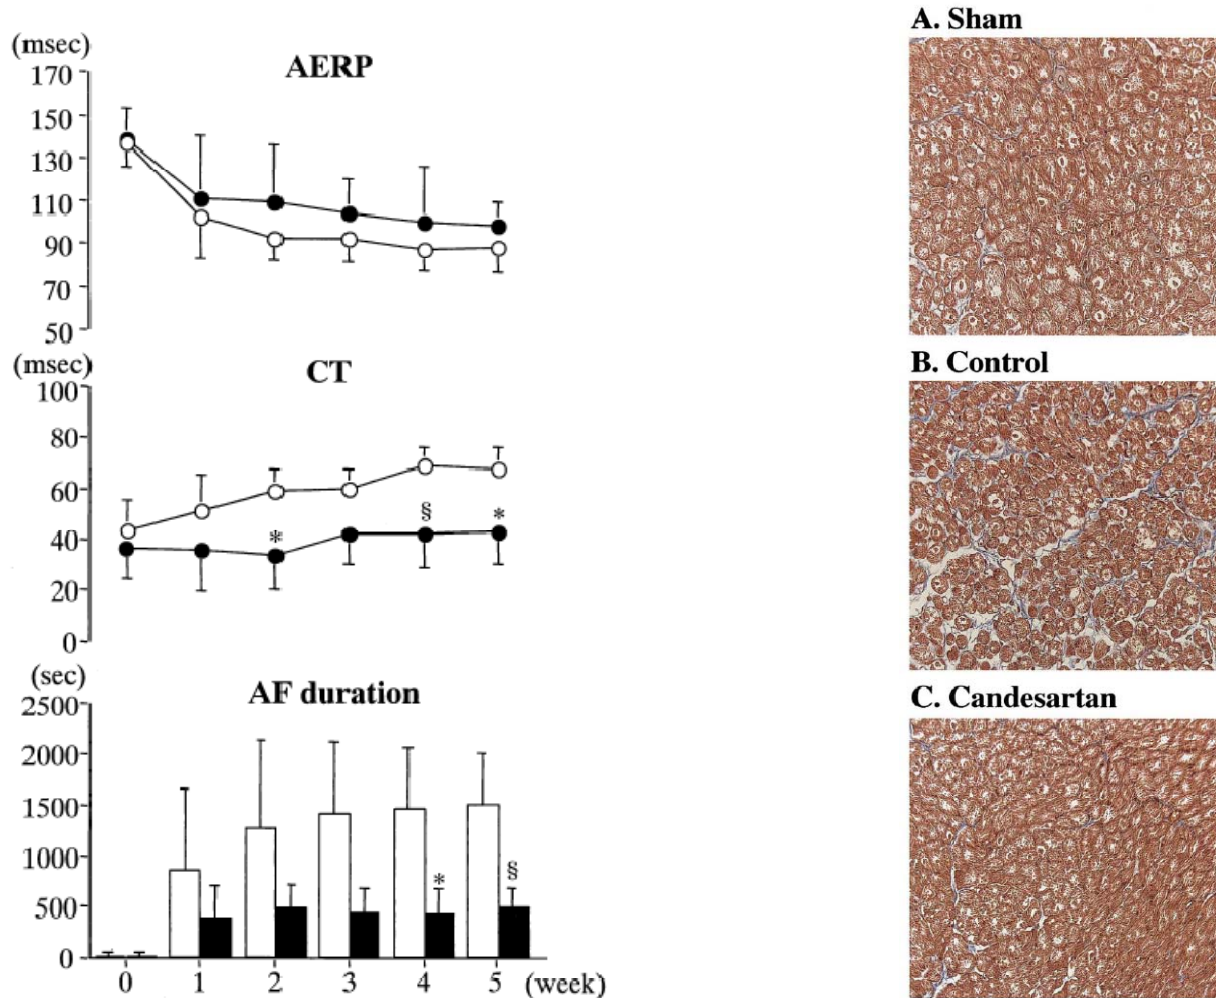 (msec)
AERP
170
150
130
110
90
70
50
(msec)
CT
100
80
60
40
20
0
*
§
*
(sec)
AF duration
2500
2000
1500
1000
500
0
*
§
0 1 2 3 4 5 (week)
A. Sham
B. Control
C. Candesartan